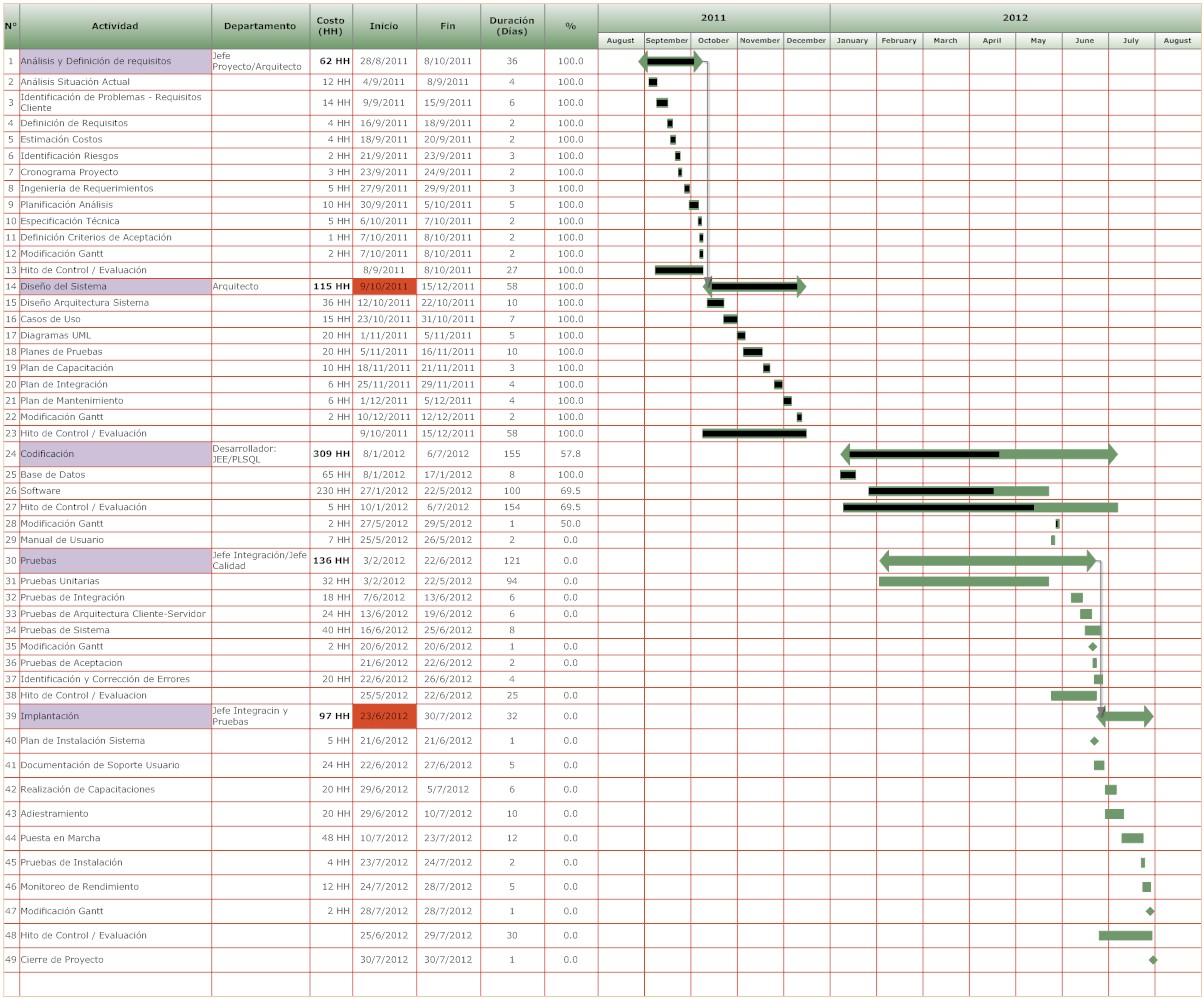 N° Actividad Departamento Costo (HH) Início Fin Duración (Días) % 2011 2012
August September October November December January February March April May June July August
1 Análisis y Definición de requisitos Jefe Proyecto/Arquitecto 62 HH 28/8/2011 8/10/2011 36 100.0
2 Análisis Situación Actual 12 HH 4/9/2011 8/9/2011 4 100.0
3 Identificación de Problemas - Requisitos Cliente 14 HH 9/9/2011 15/9/2011 6 100.0
4 Definición de Requisitos 4 HH 16/9/2011 18/9/2011 2 100.0
5 Estimación Costos 4 HH 18/9/2011 20/9/2011 2 100.0
6 Identificación Riesgos 2 HH 21/9/2011 23/9/2011 3 100.0
7 Cronograma Proyecto 3 HH 23/9/2011 24/9/2011 2 100.0
8 Ingeniería de Requerimientos 5 HH 27/9/2011 29/9/2011 3 100.0
9 Planificación Análisis 10 HH 30/9/2011 5/10/2011 5 100.0
10 Especificación Técnica 5 HH 6/10/2011 7/10/2011 2 100.0
11 Definición Criterios de Aceptación 1 HH 7/10/2011 8/10/2011 2 100.0
12 Modificación Gantt 2 HH 7/10/2011 8/10/2011 2 100.0
13 Hito de Control / Evaluación 8/9/2011 8/10/2011 27 100.0
14 Diseño del Sistema Arquitecto 115 HH 9/10/2011 15/12/2011 58 100.0
15 Diseño Arquitectura Sistema 36 HH 12/10/2011 22/10/2011 10 100.0
16 Casos de Uso 15 HH 23/10/2011 31/10/2011 7 100.0
17 Diagramas UML 20 HH 1/11/2011 5/11/2011 5 100.0
18 Planes de Pruebas 20 HH 5/11/2011 16/11/2011 10 100.0
19 Plan de Capacitación 10 HH 18/11/2011 21/11/2011 3 100.0
20 Plan de Integración 6 HH 25/11/2011 29/11/2011 4 100.0
21 Plan de Mantenimiento 6 HH 1/12/2011 5/12/2011 4 100.0
22 Modificación Gantt 2 HH 10/12/2011 12/12/2011 2 100.0
23 Hito de Control / Evaluación 9/10/2011 15/12/2011 58 100.0
24 Codificación Desarrollador: JEE/PLSQL 309 HH 8/1/2012 6/7/2012 155 57.8
25 Base de Datos 65 HH 8/1/2012 17/1/2012 8 100.0
26 Software 230 HH 27/1/2012 22/5/2012 100 69.5
27 Hito de Control / Evaluación 5 HH 10/1/2012 6/7/2012 154 69.5
28 Modificación Gantt 2 HH 27/5/2012 29/5/2012 1 50.0
29 Manual de Usuario 7 HH 25/5/2012 26/5/2012 2 0.0
30 Pruebas Jefe Integración/Jefe Calidad 136 HH 3/2/2012 22/6/2012 121 0.0
31 Pruebas Unitarias 32 HH 3/2/2012 22/5/2012 94 0.0
32 Pruebas de Integración 18 HH 7/6/2012 13/6/2012 6 0.0
33 Pruebas de Arquitectura Cliente-Servidor 24 HH 13/6/2012 19/6/2012 6 0.0
34 Pruebas de Sistema 40 HH 16/6/2012 25/6/2012 8
35 Modificación Gantt 2 HH 20/6/2012 20/6/2012 1 0.0
36 Pruebas de Aceptacion 21/6/2012 22/6/2012 2 0.0
37 Identificación y Corrección de Errores 20 HH 22/6/2012 26/6/2012 4
38 Hito de Control / Evaluacion 25/5/2012 22/6/2012 25 0.0
39 Implantación Jefe Integracin y Pruebas 97 HH 23/6/2012 30/7/2012 32 0.0
40 Plan de Instalación Sistema 5 HH 21/6/2012 21/6/2012 1 0.0
41 Documentación de Soporte Usuario 24 HH 22/6/2012 27/6/2012 5 0.0
42 Realización de Capacitaciones 20 HH 29/6/2012 5/7/2012 6 0.0
43 Adiestramiento 20 HH 29/6/2012 10/7/2012 10 0.0
44 Puesta en Marcha 48 HH 10/7/2012 23/7/2012 12 0.0
45 Pruebas de Instalación 4 HH 23/7/2012 24/7/2012 2 0.0
46 Monitoreo de Rendimiento 12 HH 24/7/2012 28/7/2012 5 0.0
47 Modificación Gantt 2 HH 28/7/2012 28/7/2012 1 0.0
48 Hito de Control / Evaluación 25/6/2012 29/7/2012 30 0.0
49 Cierre de Proyecto 30/7/2012 30/7/2012 1 0.0